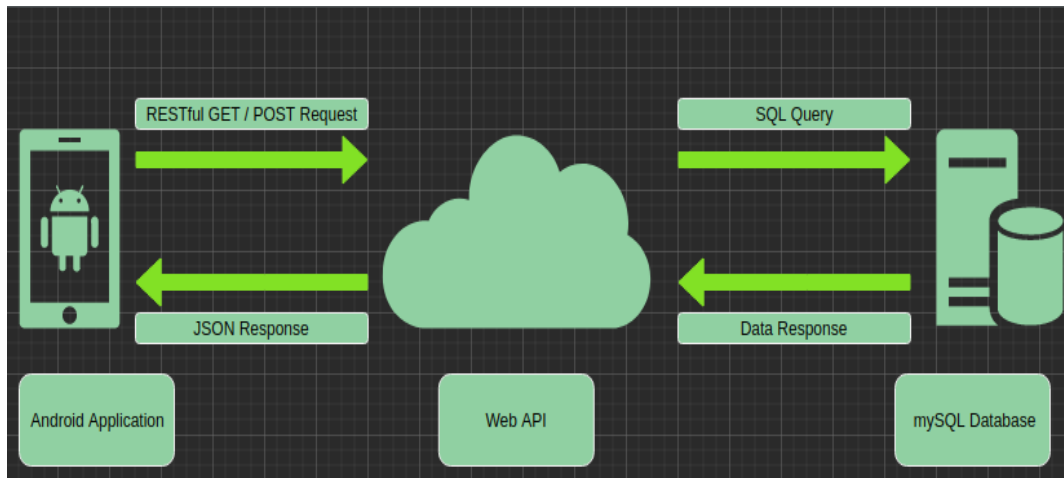 RESTful GET / POST Request
SQL Query
JSON Response
Data Response
Android Application
Web API
mySQL Database